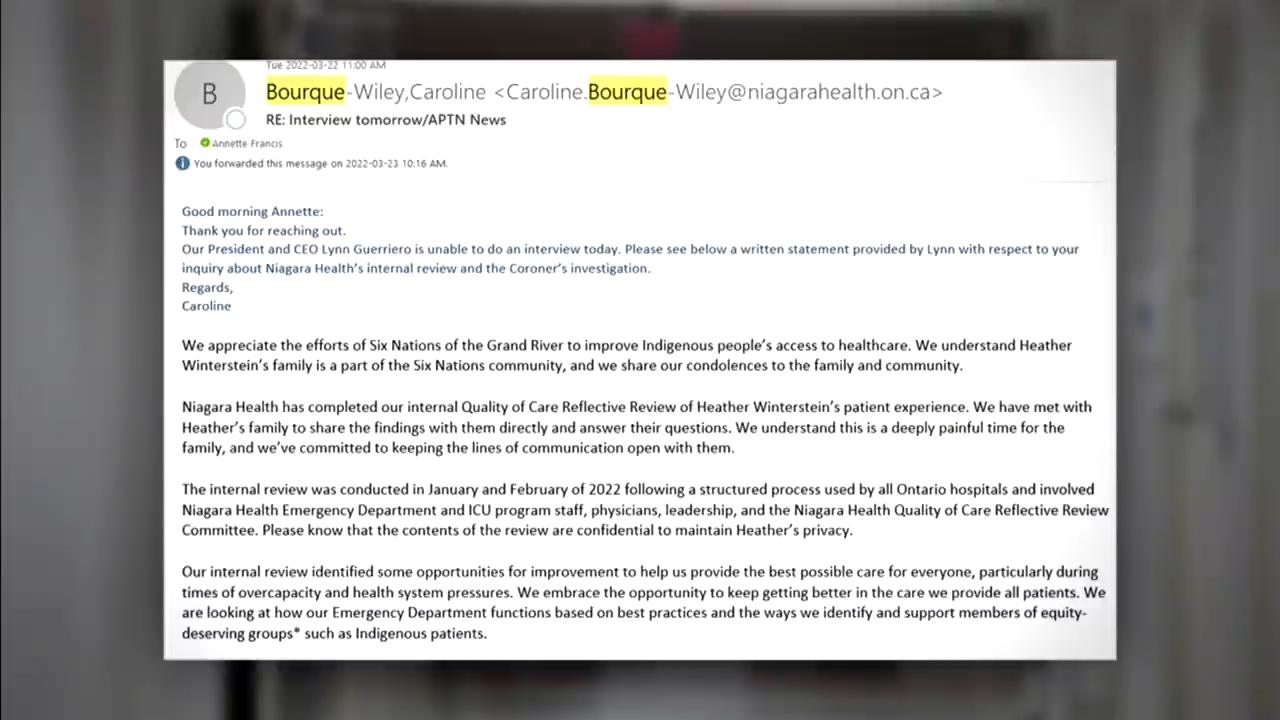 Tue 2022-03-22 11:00 AM
B
Bourque-Wiley,Caroline <Caroline.Bourque-Wiley@niagarahealth.on.ca>
RE: Interview tomorrow/APTN News
To Annette Francis
You forwarded this message on 2022-03-23 10:16 AM.
Good morning Annette:
Thank you for reaching out.
Our President and CEO Lynn Guerriero is unable to do an interview today. Please see below a written statement provided by Lynn with respect to your
inquiry about Niagara Health's internal review and the Coroner's investigation.
Regards,
Caroline
We appreciate the efforts of Six Nations of the Grand River to improve Indigenous people's access to healthcare. We understand Heather
Winterstein's family is a part of the Six Nations community, and we share our condolences to the family and community.
Niagara Health has completed our internal Quality of Care Reflective Review of Heather Winterstein's patient experience. We have met with
Heather's family to share the findings with them directly and answer their questions. We understand this is a deeply painful time for the
family, and we've committed to keeping the lines of communication open with them.
The internal review was conducted in January and February of 2022 following a structured process used by all Ontario hospitals and involved
Niagara Health Emergency Department and ICU program staff, physicians, leadership, and the Niagara Health Quality of Care Reflective Review
Committee. Please know that the contents of the review are confidential to maintain Heather's privacy.
Our internal review identified some opportunities for improvement to help us provide the best possible care for everyone, particularly during
times of overcapacity and health system pressures. We embrace the opportunity to keep getting better in the care we provide all patients. We
are looking at how our Emergency Department functions based on best practices and the ways we identify and support members of equity-
deserving groups* such as Indigenous patients.